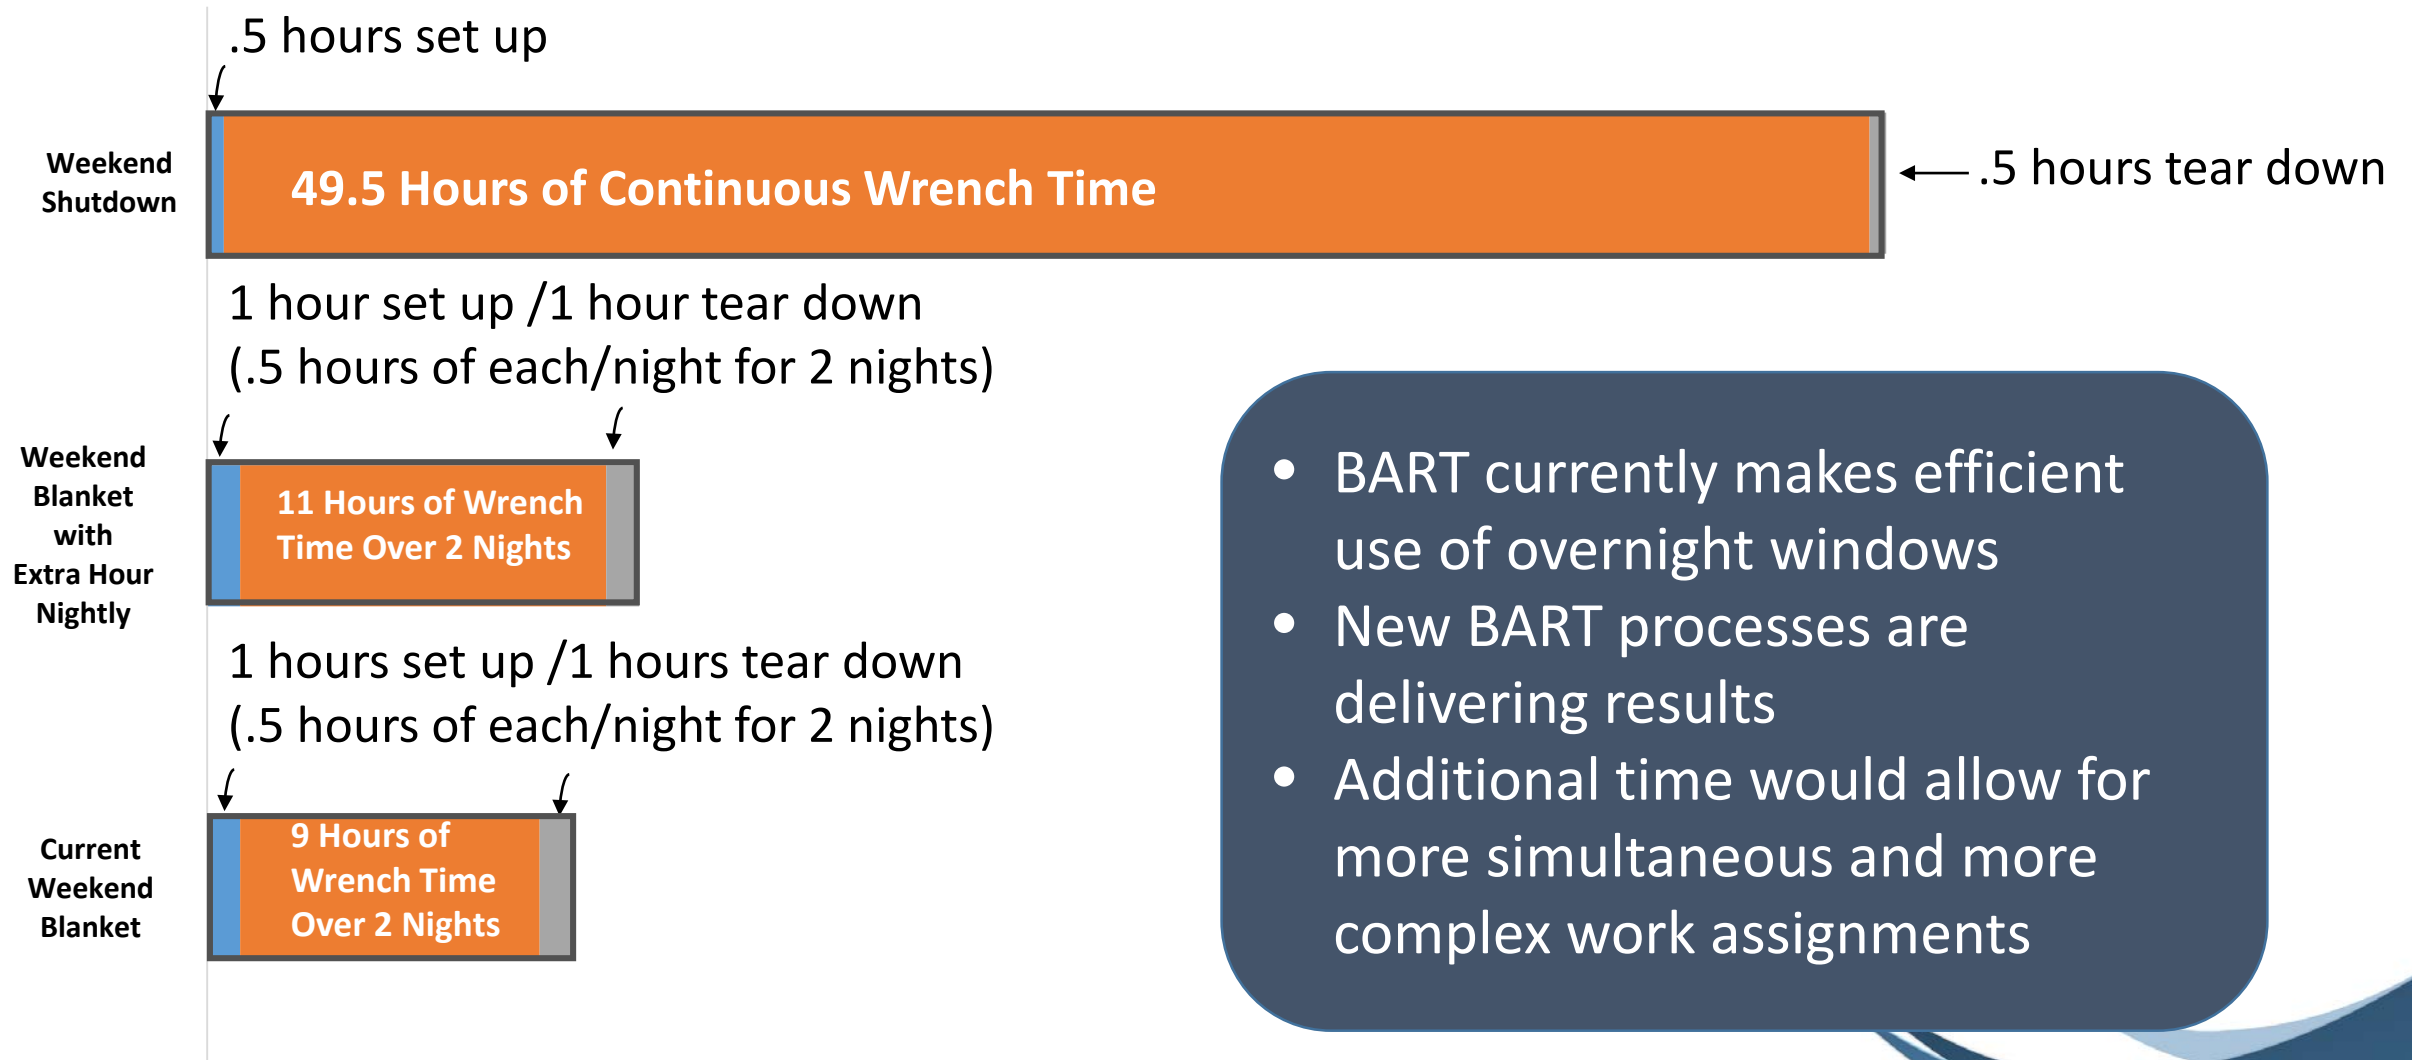 .5 hours set up
Weekend
Shutdown
49.5 Hours of Continuous Wrench Time
.5 hours tear down
1 hour set up /1 hour tear down
(.5 hours of each/night for 2 nights)
Weekend
Blanket
with
Extra Hour
Nightly
11 Hours of Wrench
Time Over 2 Nights
1 hours set up /1 hours tear down
(.5 hours of each/night for 2 nights)
Current
Weekend
Blanket
9 Hours of
Wrench Time
Over 2 Nights
• BART currently makes efficient
use of overnight windows
• New BART processes are
delivering results
• Additional time would allow for
more simultaneous and more
complex work assignments